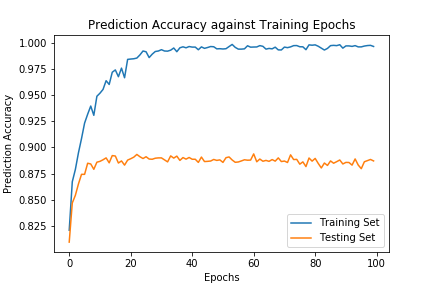 Prediction Accuracy against Training Epochs
Prediction Accuracy
1.000
0.975
0.950
0.925
0.900
0.875
0.850
0.825
0
20
40
60
80
100
Epochs
Training Set
Testing Set